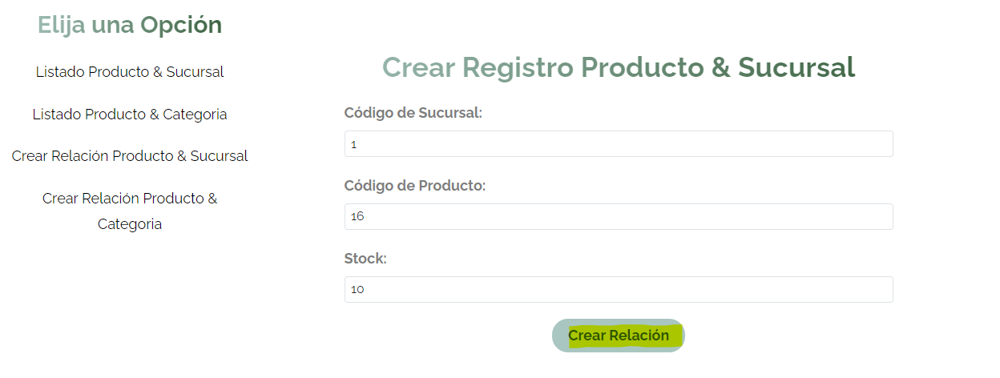 Elija una Opción
Listado Producto & Sucursal
Listado Producto & Categoria
Crear Relación Producto & Sucursal
Crear Relación Producto &
Categoria
Crear Registro Producto & Sucursal
Código de Sucursal:
1
Código de Producto:
16
Stock:
10
Crear Relación